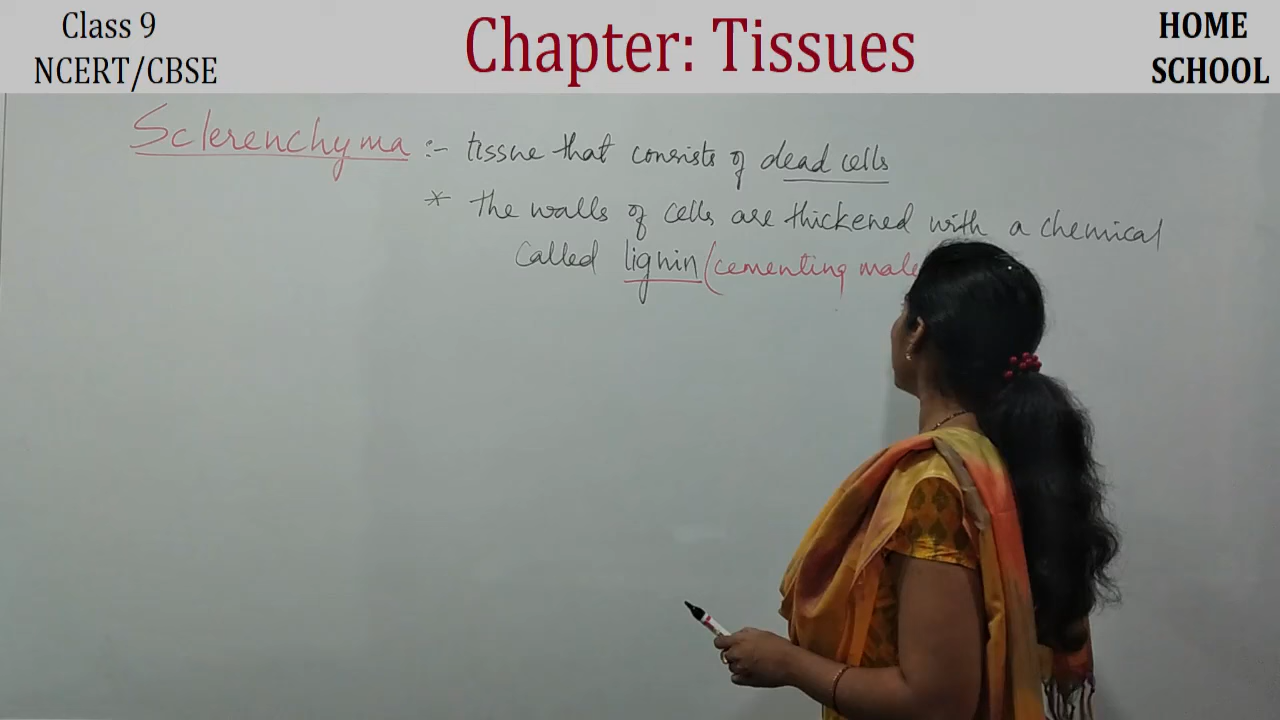 Class 9
NCERT/CBSE
Chapter: Tissues
HOME
SCHOOL
Sclerenchyma :- tissue that consists of dead cells
* the walls of cells are thickened with a chemical
called lignin (cementing